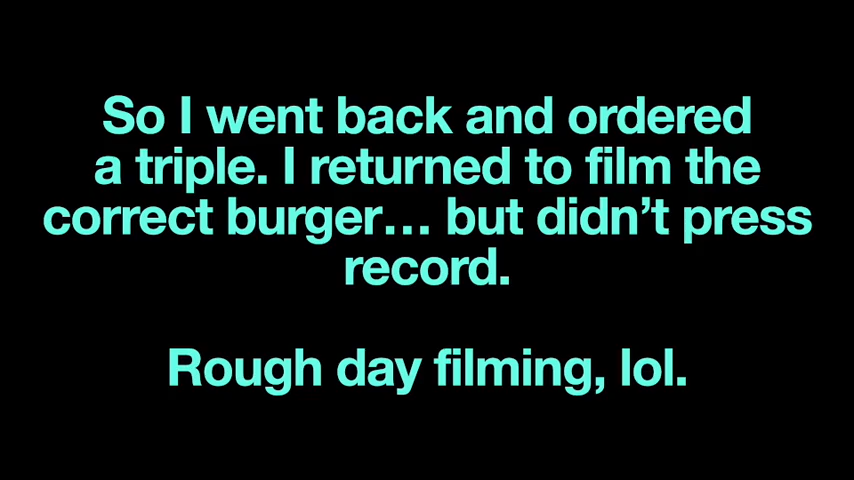 So I went back and ordered
a triple. I returned to film the
correct burger… but didn’t press
record.
Rough day filming, lol.